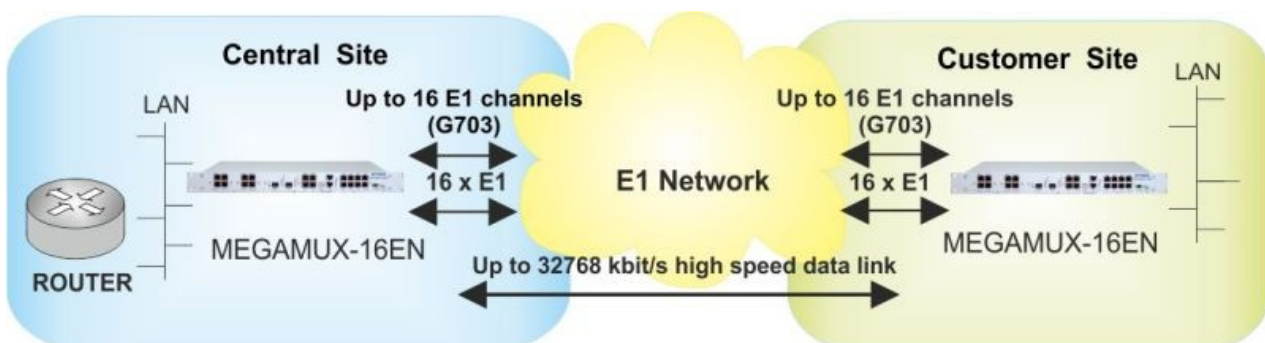 Central Site
LAN
Up to 16 E1 channels
(G703)
16 x E1
MEGAMUX-16EN
ROUTER
E1 Network
Up to 32768 kbit/s high speed data link
Customer Site
LAN
Up to 16 E1 channels
(G703)
16 x E1
MEGAMUX-16EN